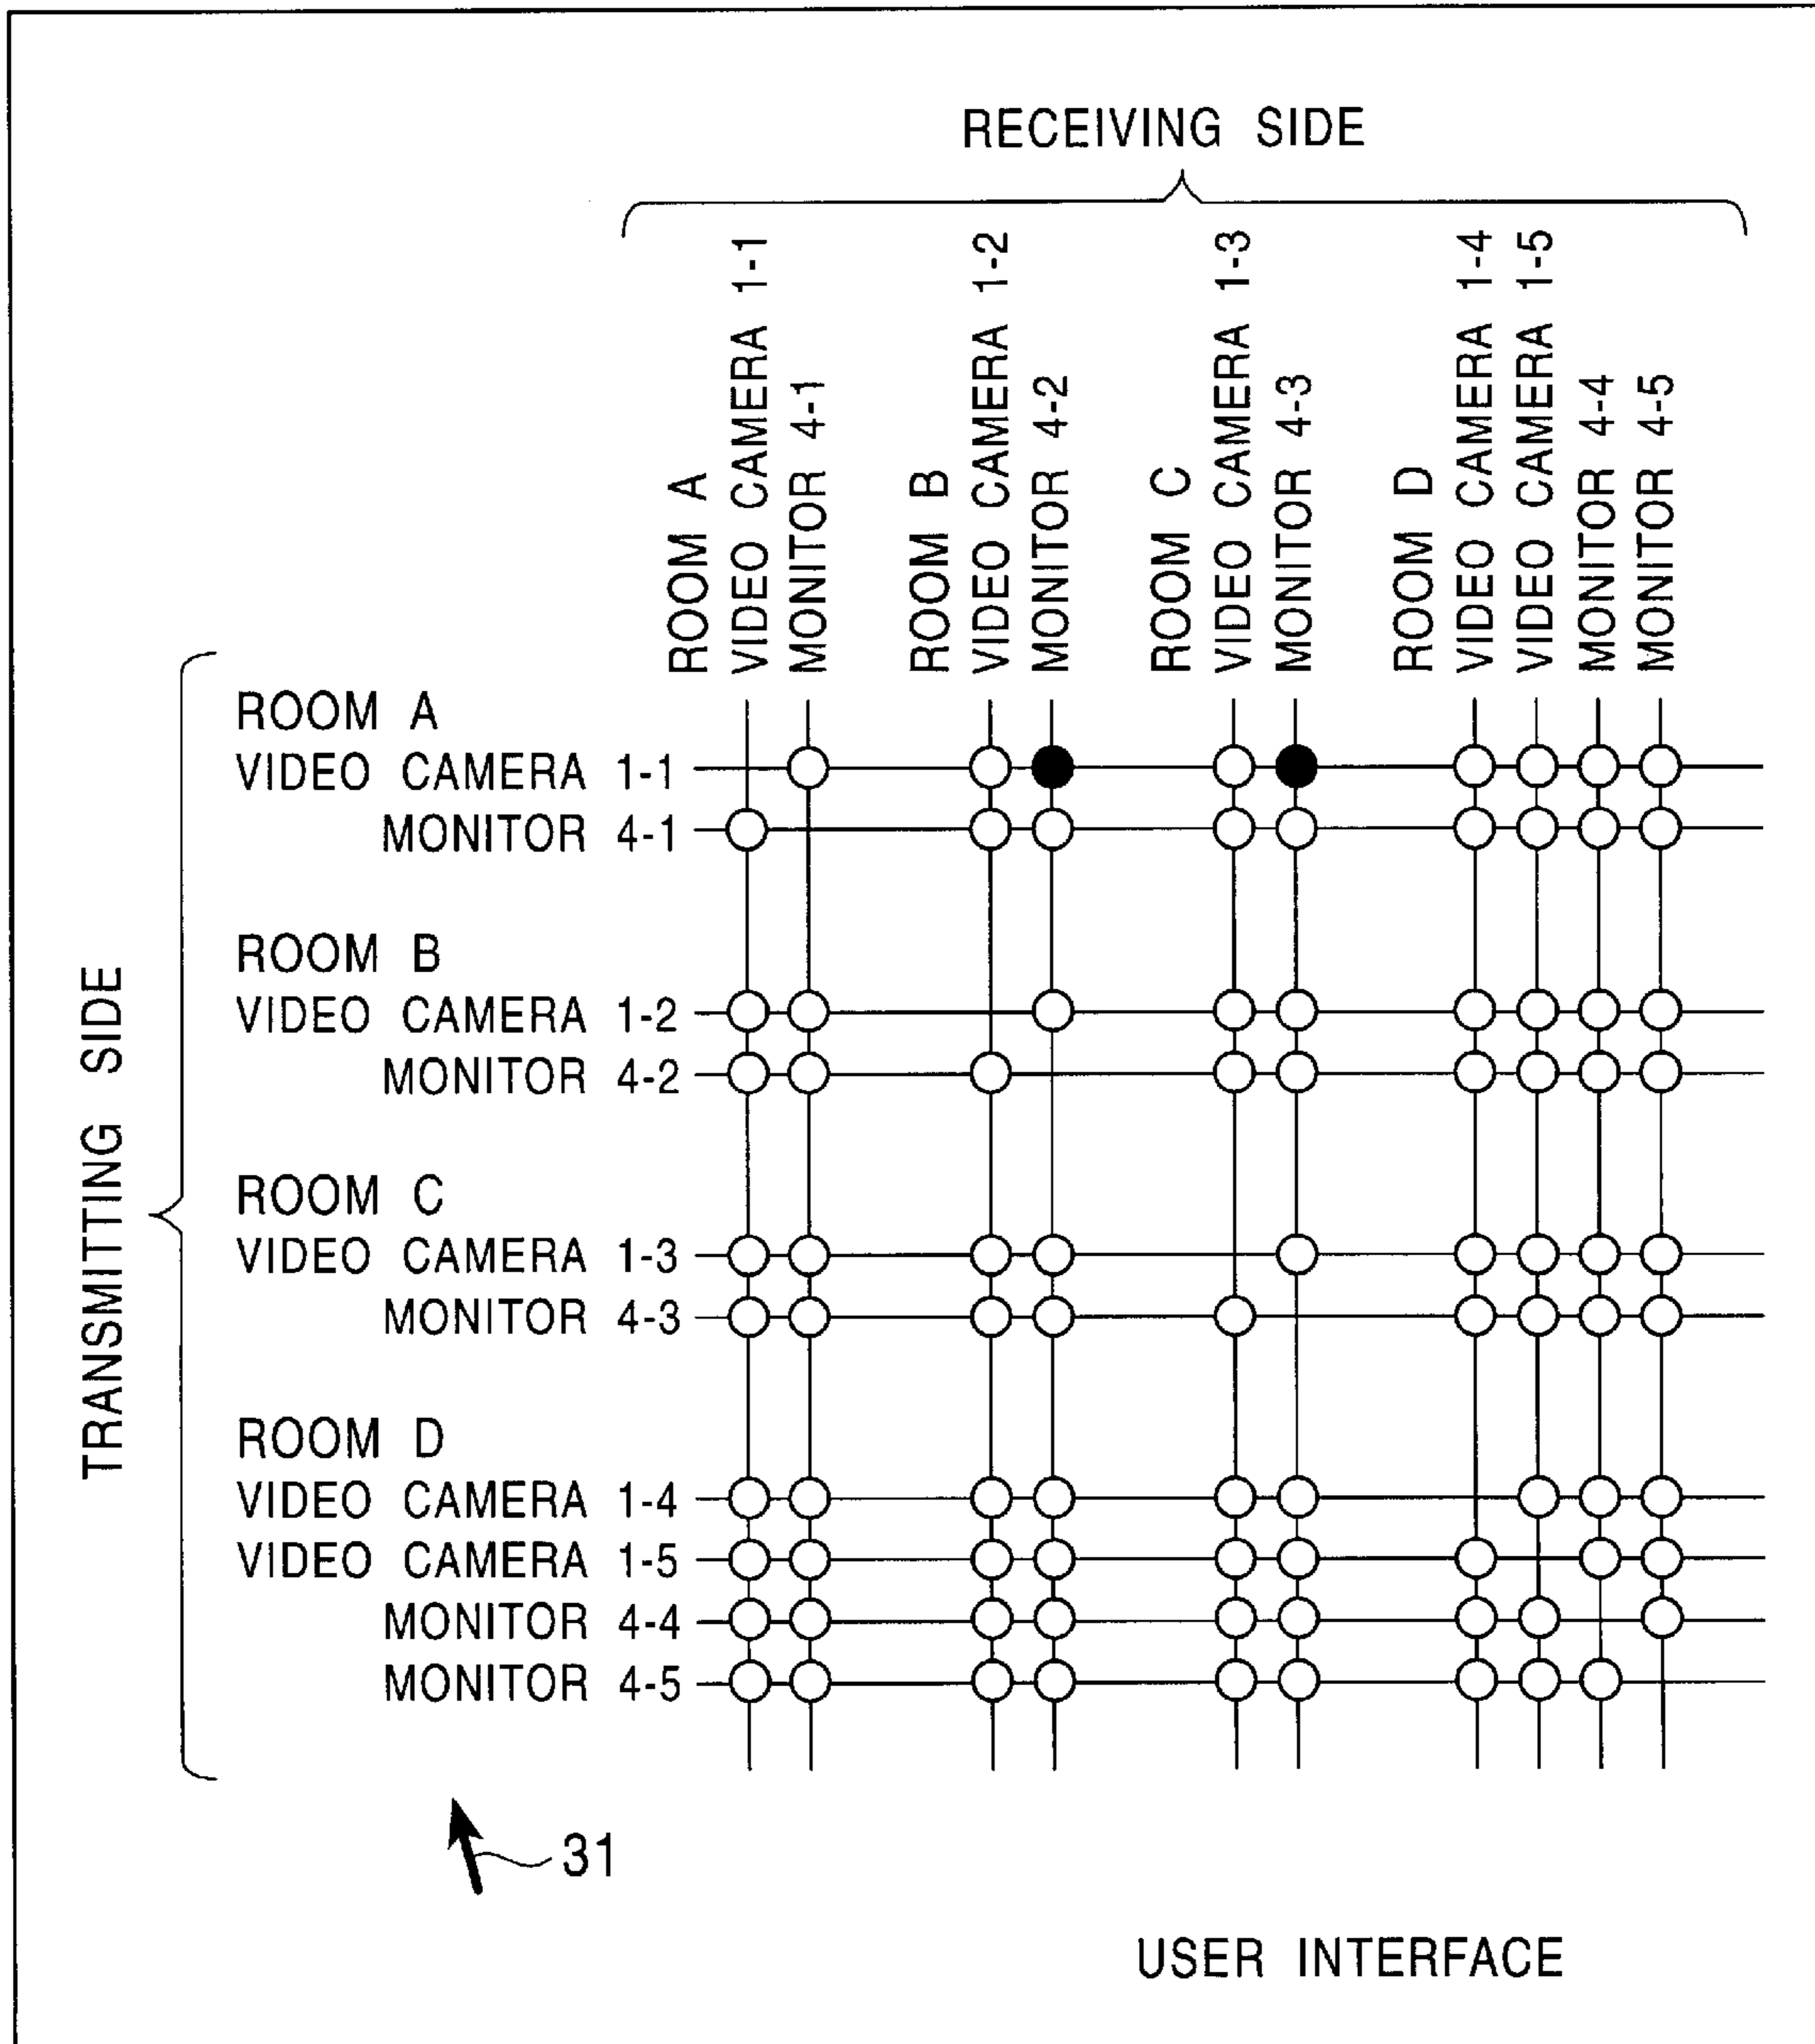 RECEIVING SIDE
ROOM A
VIDEO CAMERA 1-1
MONITOR 4-1
ROOM B
VIDEO CAMERA 1-2
MONITOR 4-2
ROOM C
VIDEO CAMERA 1-3
MONITOR 4-3
ROOM D
VIDEO CAMERA 1-4
VIDEO CAMERA 1-5
MONITOR 4-4
MONITOR 4-5
TRANSMITTING SIDE
ROOM A
VIDEO CAMERA 1-1
MONITOR 4-1
ROOM B
VIDEO CAMERA 1-2
MONITOR 4-2
ROOM C
VIDEO CAMERA 1-3
MONITOR 4-3
ROOM D
VIDEO CAMERA 1-4
VIDEO CAMERA 1-5
MONITOR 4-4
MONITOR 4-5
31
USER INTERFACE